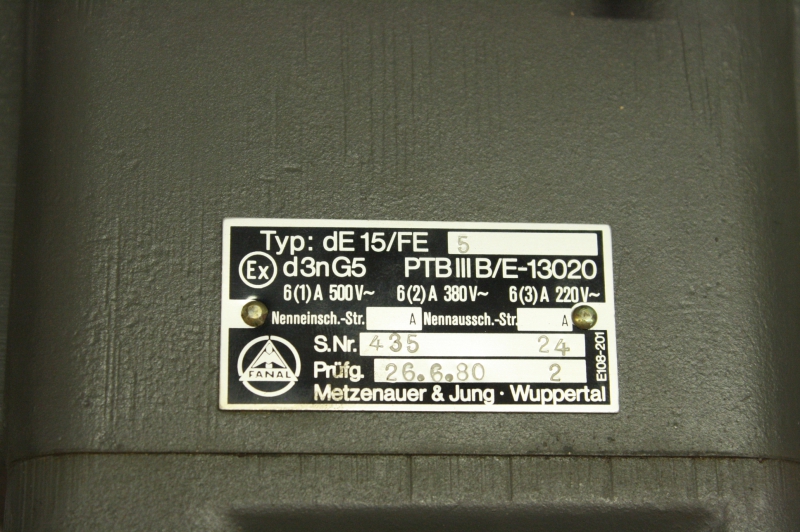 Typ: dE 15/FE 5
Ex d3nG5 PTB III B/E-13020
6(1)A 500V~ 6(2)A 380V~ 6(3)A 220V~
Nenneinsch.-Str. A Nennaussch.-Str. A
S.Nr. 435 24
FANAL
Prüfg. 26.6.80 2
Metzenauer & Jung · Wuppertal
E108-201